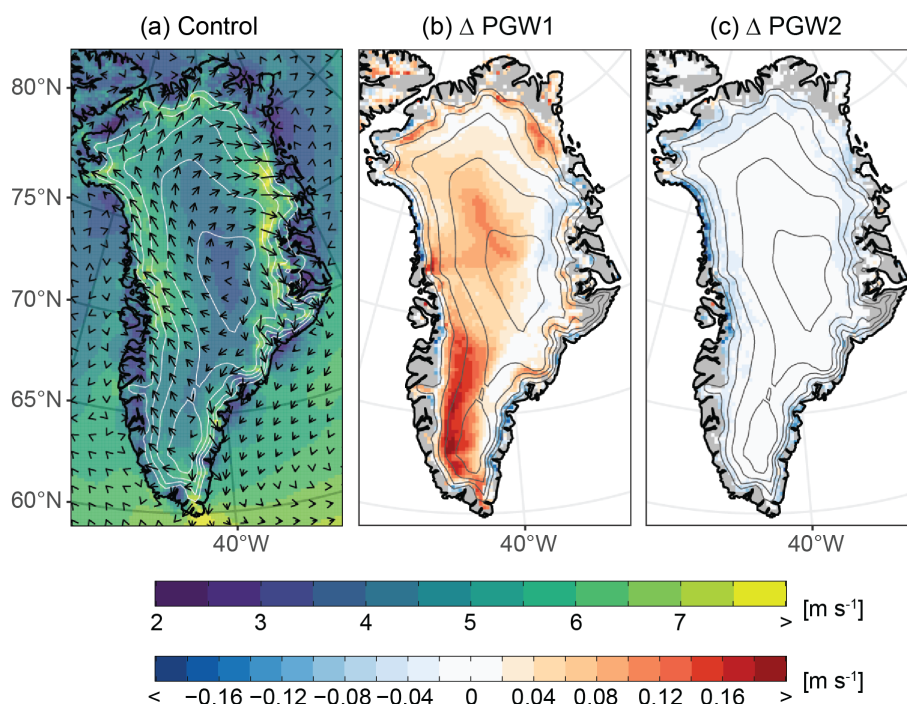 (a) Control
(b) Δ PGW1
(c) Δ PGW2
80°N
75°N
70°N
65°N
60°N
40°W 40°W 40°W
2 3 4 5 6 7 > [m s⁻¹]
< −0.16 −0.12 −0.08 −0.04 0 0.04 0.08 0.12 0.16 > [m s⁻¹]